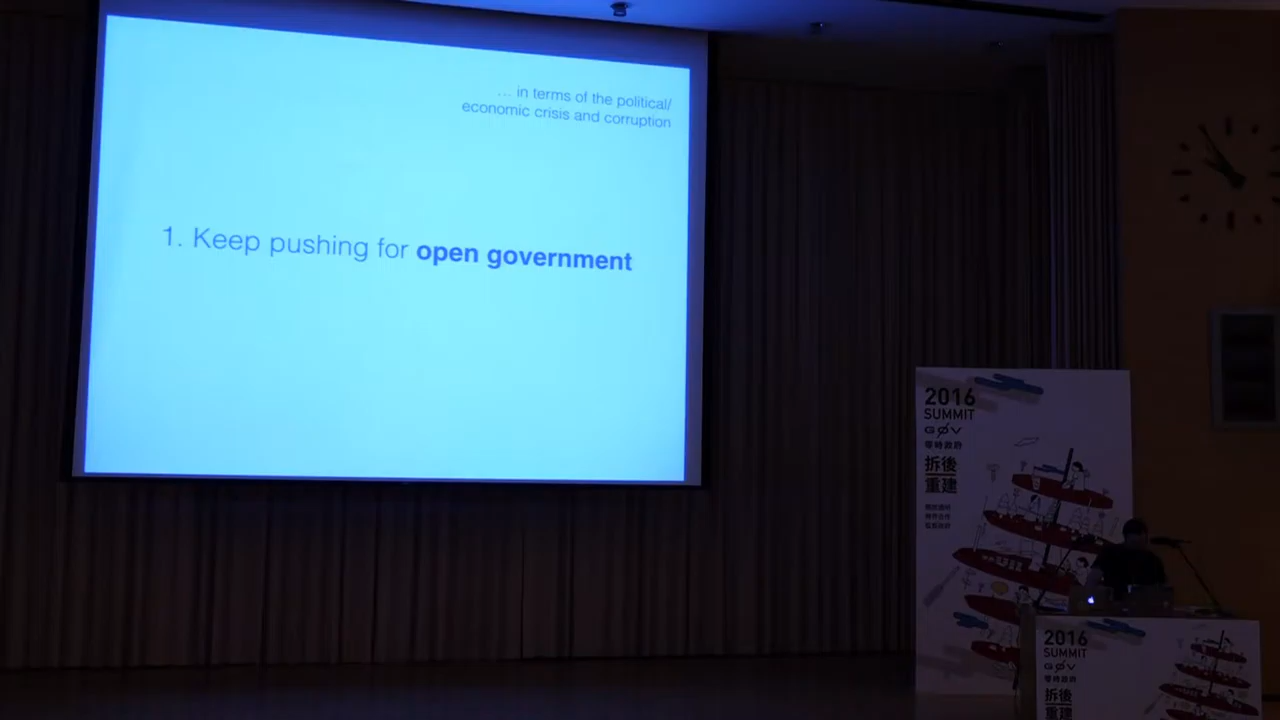 … in terms of the political/
economic crisis and corruption
1. Keep pushing for open government
2016
SUMMIT
GØV
零時政府
拆後
重建
2016
SUMMIT
GØV
零時政府
拆後
重建